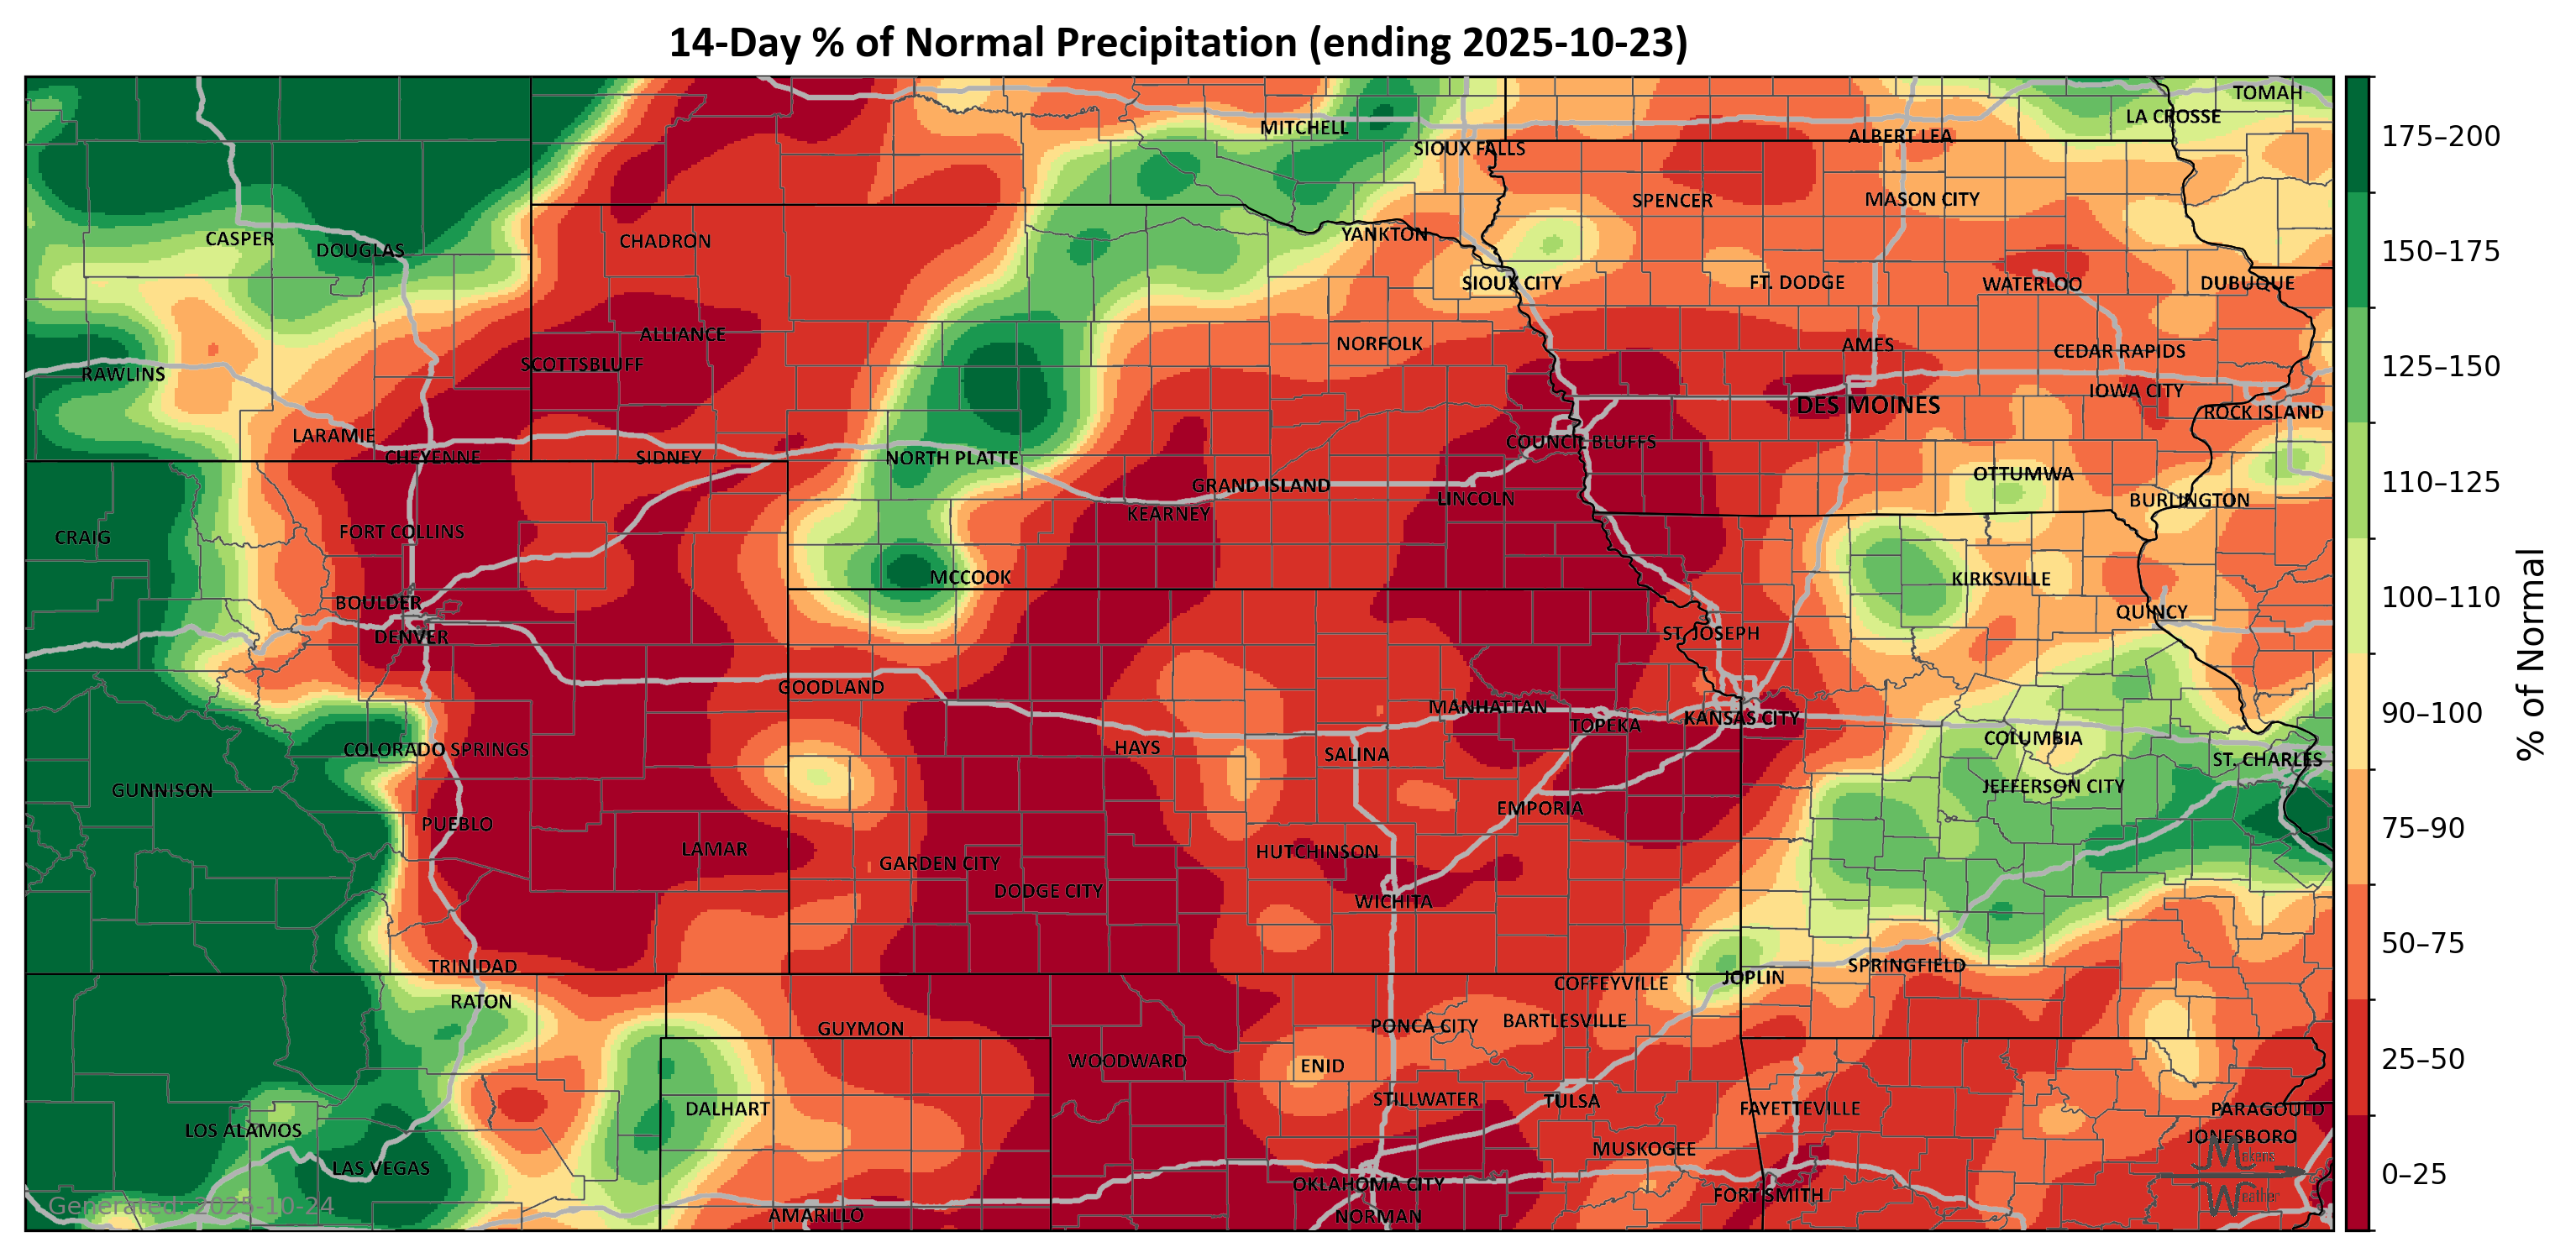 14-Day % of Normal Precipitation (ending 2025-10-23)
TOMAH
LA CROSSE
MITCHELL
ALBERT LEA
SIOUX FALLS
SPENCER
MASON CITY
CASPER
DOUGLAS
CHADRON
YANKTON
SIOUX CITY
FT. DODGE
WATERLOO
DUBUQUE
ALLIANCE
NORFOLK
AMES
CEDAR RAPIDS
SCOTTSBLUFF
RAWLINS
IOWA CITY
DES MOINES
ROCK ISLAND
LARAMIE
COUNCIL BLUFFS
CHEYENNE
SIDNEY
NORTH PLATTE
OTTUMWA
GRAND ISLAND
LINCOLN
BURLINGTON
KEARNEY
CRAIG
FORT COLLINS
MCCOOK
KIRKSVILLE
BOULDER
QUINCY
DENVER
ST. JOSEPH
GOODLAND
MANHATTAN
TOPEKA
KANSAS CITY
COLUMBIA
COLORADO SPRINGS
HAYS
SALINA
ST. CHARLES
GUNNISON
JEFFERSON CITY
EMPORIA
PUEBLO
LAMAR
HUTCHINSON
GARDEN CITY
DODGE CITY
WICHITA
TRINIDAD
SPRINGFIELD
JOPLIN
COFFEYVILLE
RATON
GUYMON
PONCA CITY
BARTLESVILLE
WOODWARD
ENID
DALHART
STILLWATER
TULSA
FAYETTEVILLE
PARAGOULD
LOS ALAMOS
JONESBORO
MUSKOGEE
LAS VEGAS
OKLAHOMA CITY
FORT SMITH
AMARILLO
NORMAN
Generated: 2025-10-24
Makens
Weather
175–200
150–175
125–150
110–125
100–110
90–100
75–90
50–75
25–50
0–25
% of Normal